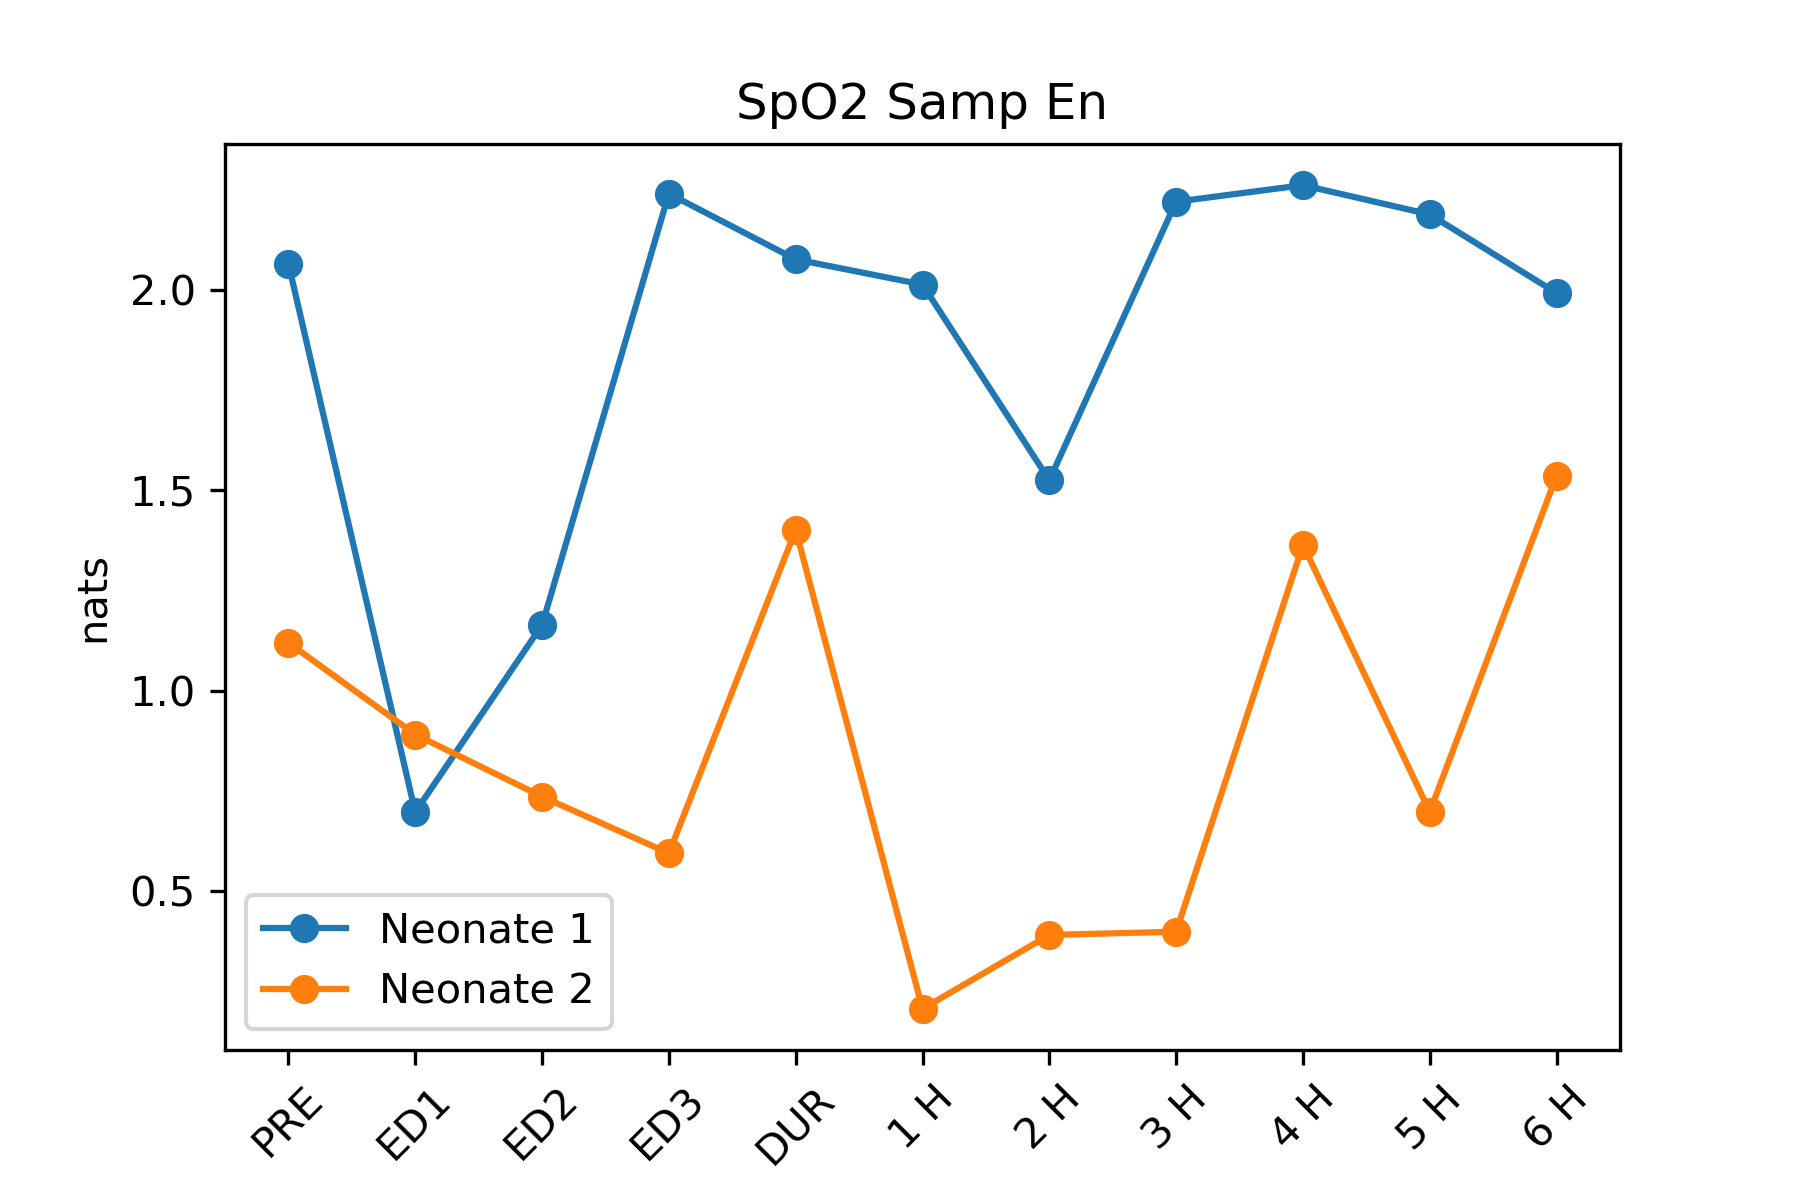 SpO2 Samp En
nats
2.0
1.5
1.0
0.5
Neonate 1
Neonate 2
PRE
ED1
ED2
ED3
DUR
1 H
2 H
3 H
4 H
5 H
6 H